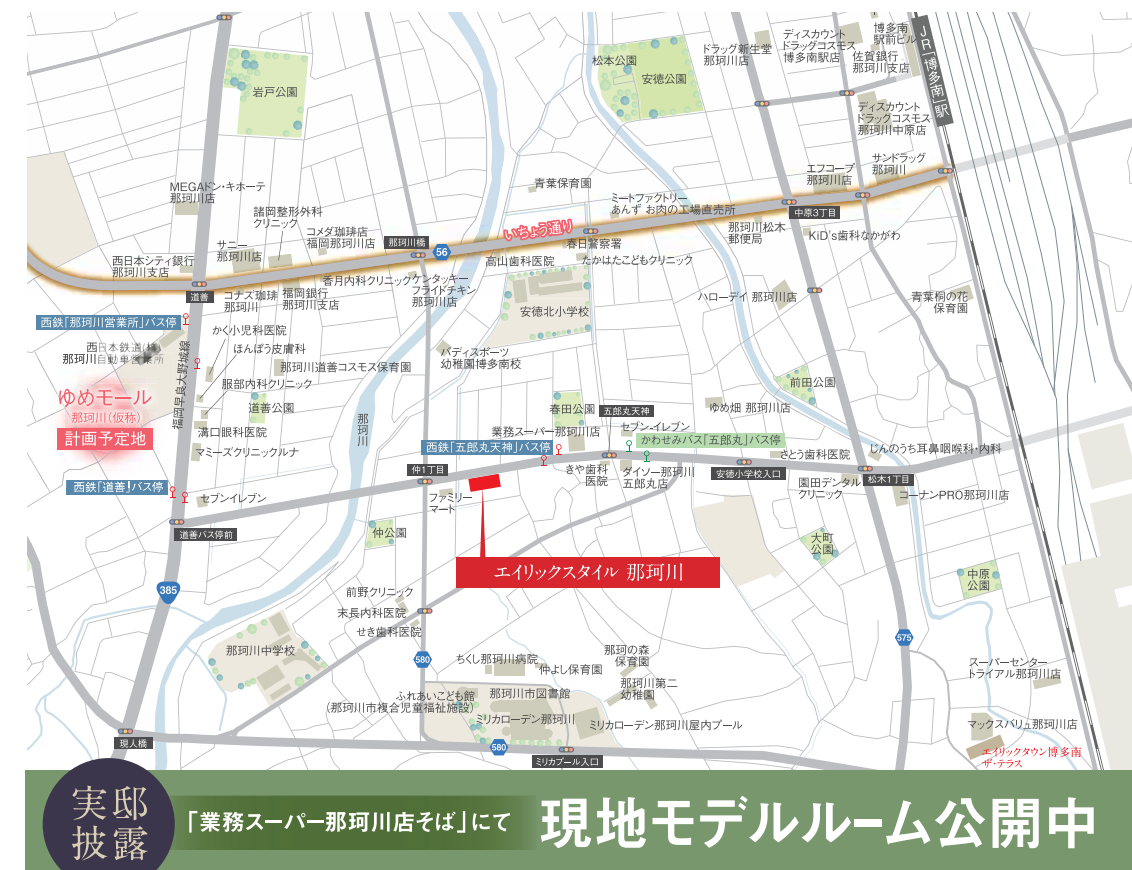 岩戸公園
松本公園
安徳公園
ドラッグ新生堂
那珂川店
ディスカウント
ドラッグコスモス
博多南駅店
博多南
駅前ビル
佐賀銀行
那珂川支店
JR「博多南」駅
ディスカウント
ドラッグコスモス
那珂川中原店
サンドラッグ
那珂川
エフコープ
那珂川店
中原3丁目
MEGAドン・キホーテ
那珂川店
諸岡整形外科
クリニック
コメダ珈琲店
福岡那珂川店
サニー
那珂川店
西日本シティ銀行
那珂川支店
青葉保育園
ミートファクトリー
あんず お肉の工場直売所
いちょう通り
春日警察署
那珂川松木
郵便局
KiD's歯科なかがわ
那珂川橋
56
高山歯科医院
たかはたこどもクリニック
香月内科クリニック
ケンタッキー
フライドチキン
那珂川店
道善
コナズ珈琲
那珂川
福岡銀行
那珂川支店
安徳北小学校
ハローデイ 那珂川店
青葉桐の花
保育園
西鉄「那珂川営業所」バス停
かく小児科医院
西日本鉄道(株)
那珂川自動車営業所
ほんぼう皮膚科
那珂川道善コスモス保育園
バディスポーツ
幼稚園博多南校
服部内科クリニック
福岡早良大野城線
ゆめモール
那珂川(仮称)
計画予定地
道善公園
那珂川
前田公園
春田公園
五郎丸天神
ゆめ畑 那珂川店
溝口眼科医院
マミーズクリニックルナ
業務スーパー那珂川店
セブン-イレブン
西鉄「五郎丸天神」バス停
かわせみバス「五郎丸」バス停
さとう歯科医院
じんのうち耳鼻咽喉科・内科
仲1丁目
きや歯科
医院
ダイソー那珂川
五郎丸店
安徳小学校入口
松木1丁目
西鉄「道善」バス停
セブンイレブン
ファミリー
マート
園田デンタル
クリニック
コーナンPRO那珂川店
道善バス停前
仲公園
大町
公園
エイリックスタイル 那珂川
中原
公園
385
前野クリニック
末長内科医院
せき歯科医院
575
那珂川中学校
580
ちくし那珂川病院
仲よし保育園
那珂の森
保育園
那珂川第二
幼稚園
スーパーセンター
トライアル那珂川店
ふれあいこども館
(那珂川市複合児童福祉施設)
那珂川市図書館
ミリカローデン那珂川
ミリカローデン那珂川屋内プール
マックスバリュ那珂川店
現人橋
580
ミリカプール入口
エイリックタウン博多南
ザ・テラス
実邸
披露
「業務スーパー那珂川店そば」にて
現地モデルルーム公開中